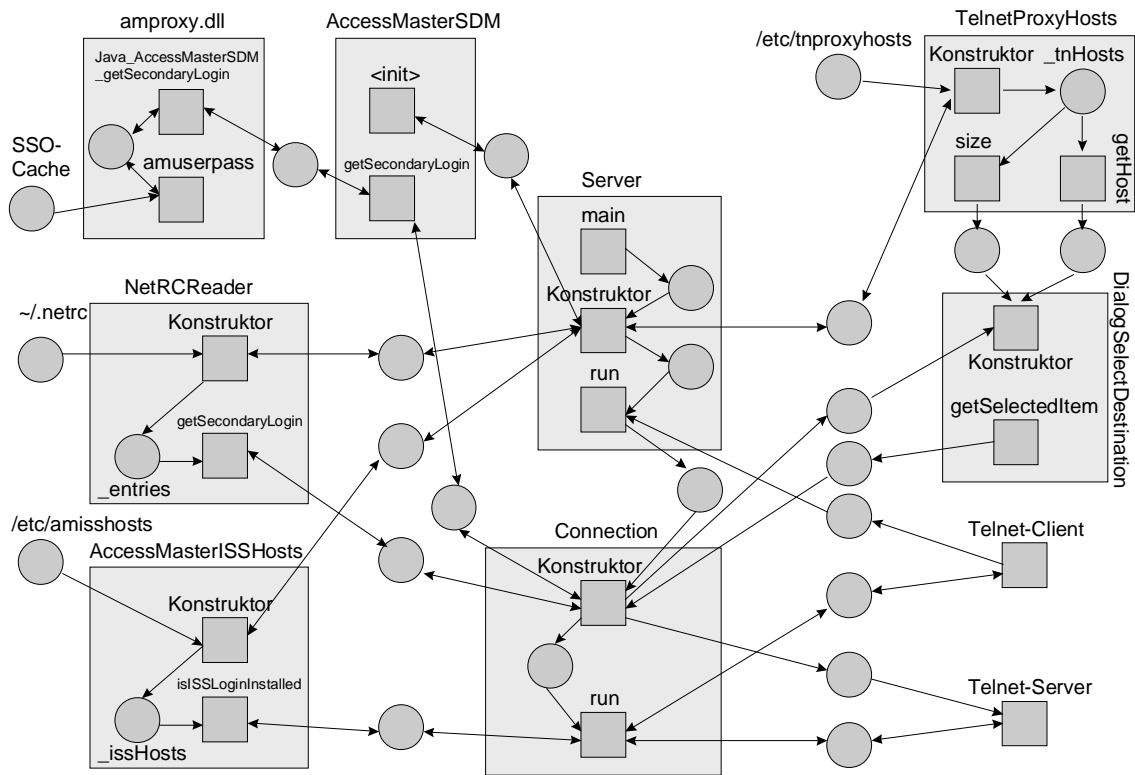 amproxy.dll
Java_AccessMasterSDM
_getSecondaryLogin
amuserpass
SSO-
Cache
AccessMasterSDM
<init>
getSecondaryLogin
TelnetProxyHosts
/etc/tnproxyhosts
Konstruktor
_tnHosts
size
getHost
Server
main
Konstruktor
run
NetRCReader
~/.netrc
Konstruktor
getSecondaryLogin
_entries
DialogSelectDestination
Konstruktor
getSelectedItem
/etc/amisshosts
AccessMasterISSHosts
Konstruktor
isISSLoginInstalled
_issHosts
Connection
Konstruktor
run
Telnet-Client
Telnet-Server